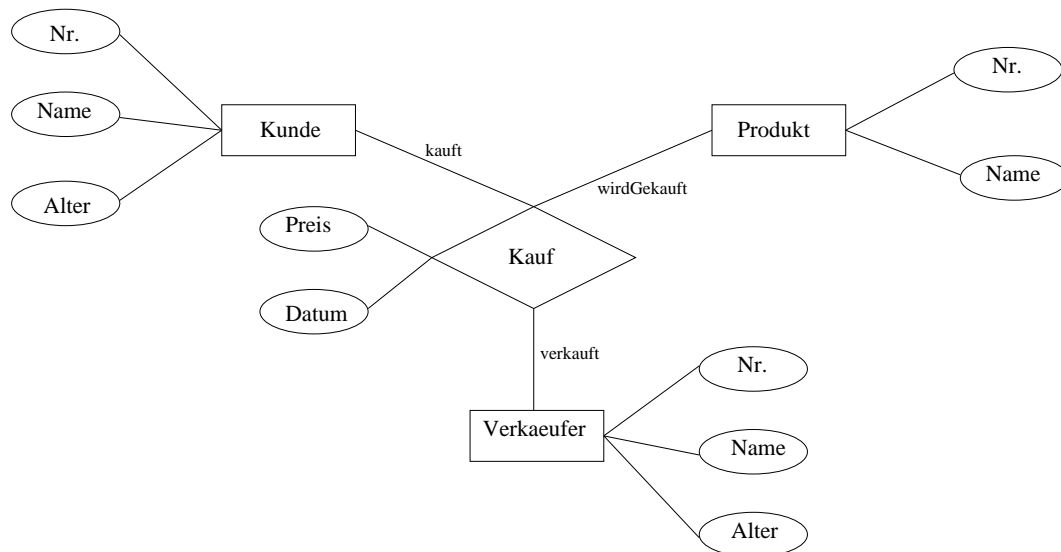 Nr.
Name
Alter
Kunde
kauft
Produkt
Nr.
Name
wirdGekauft
Preis
Datum
Kauf
verkauft
Verkaeufer
Nr.
Name
Alter